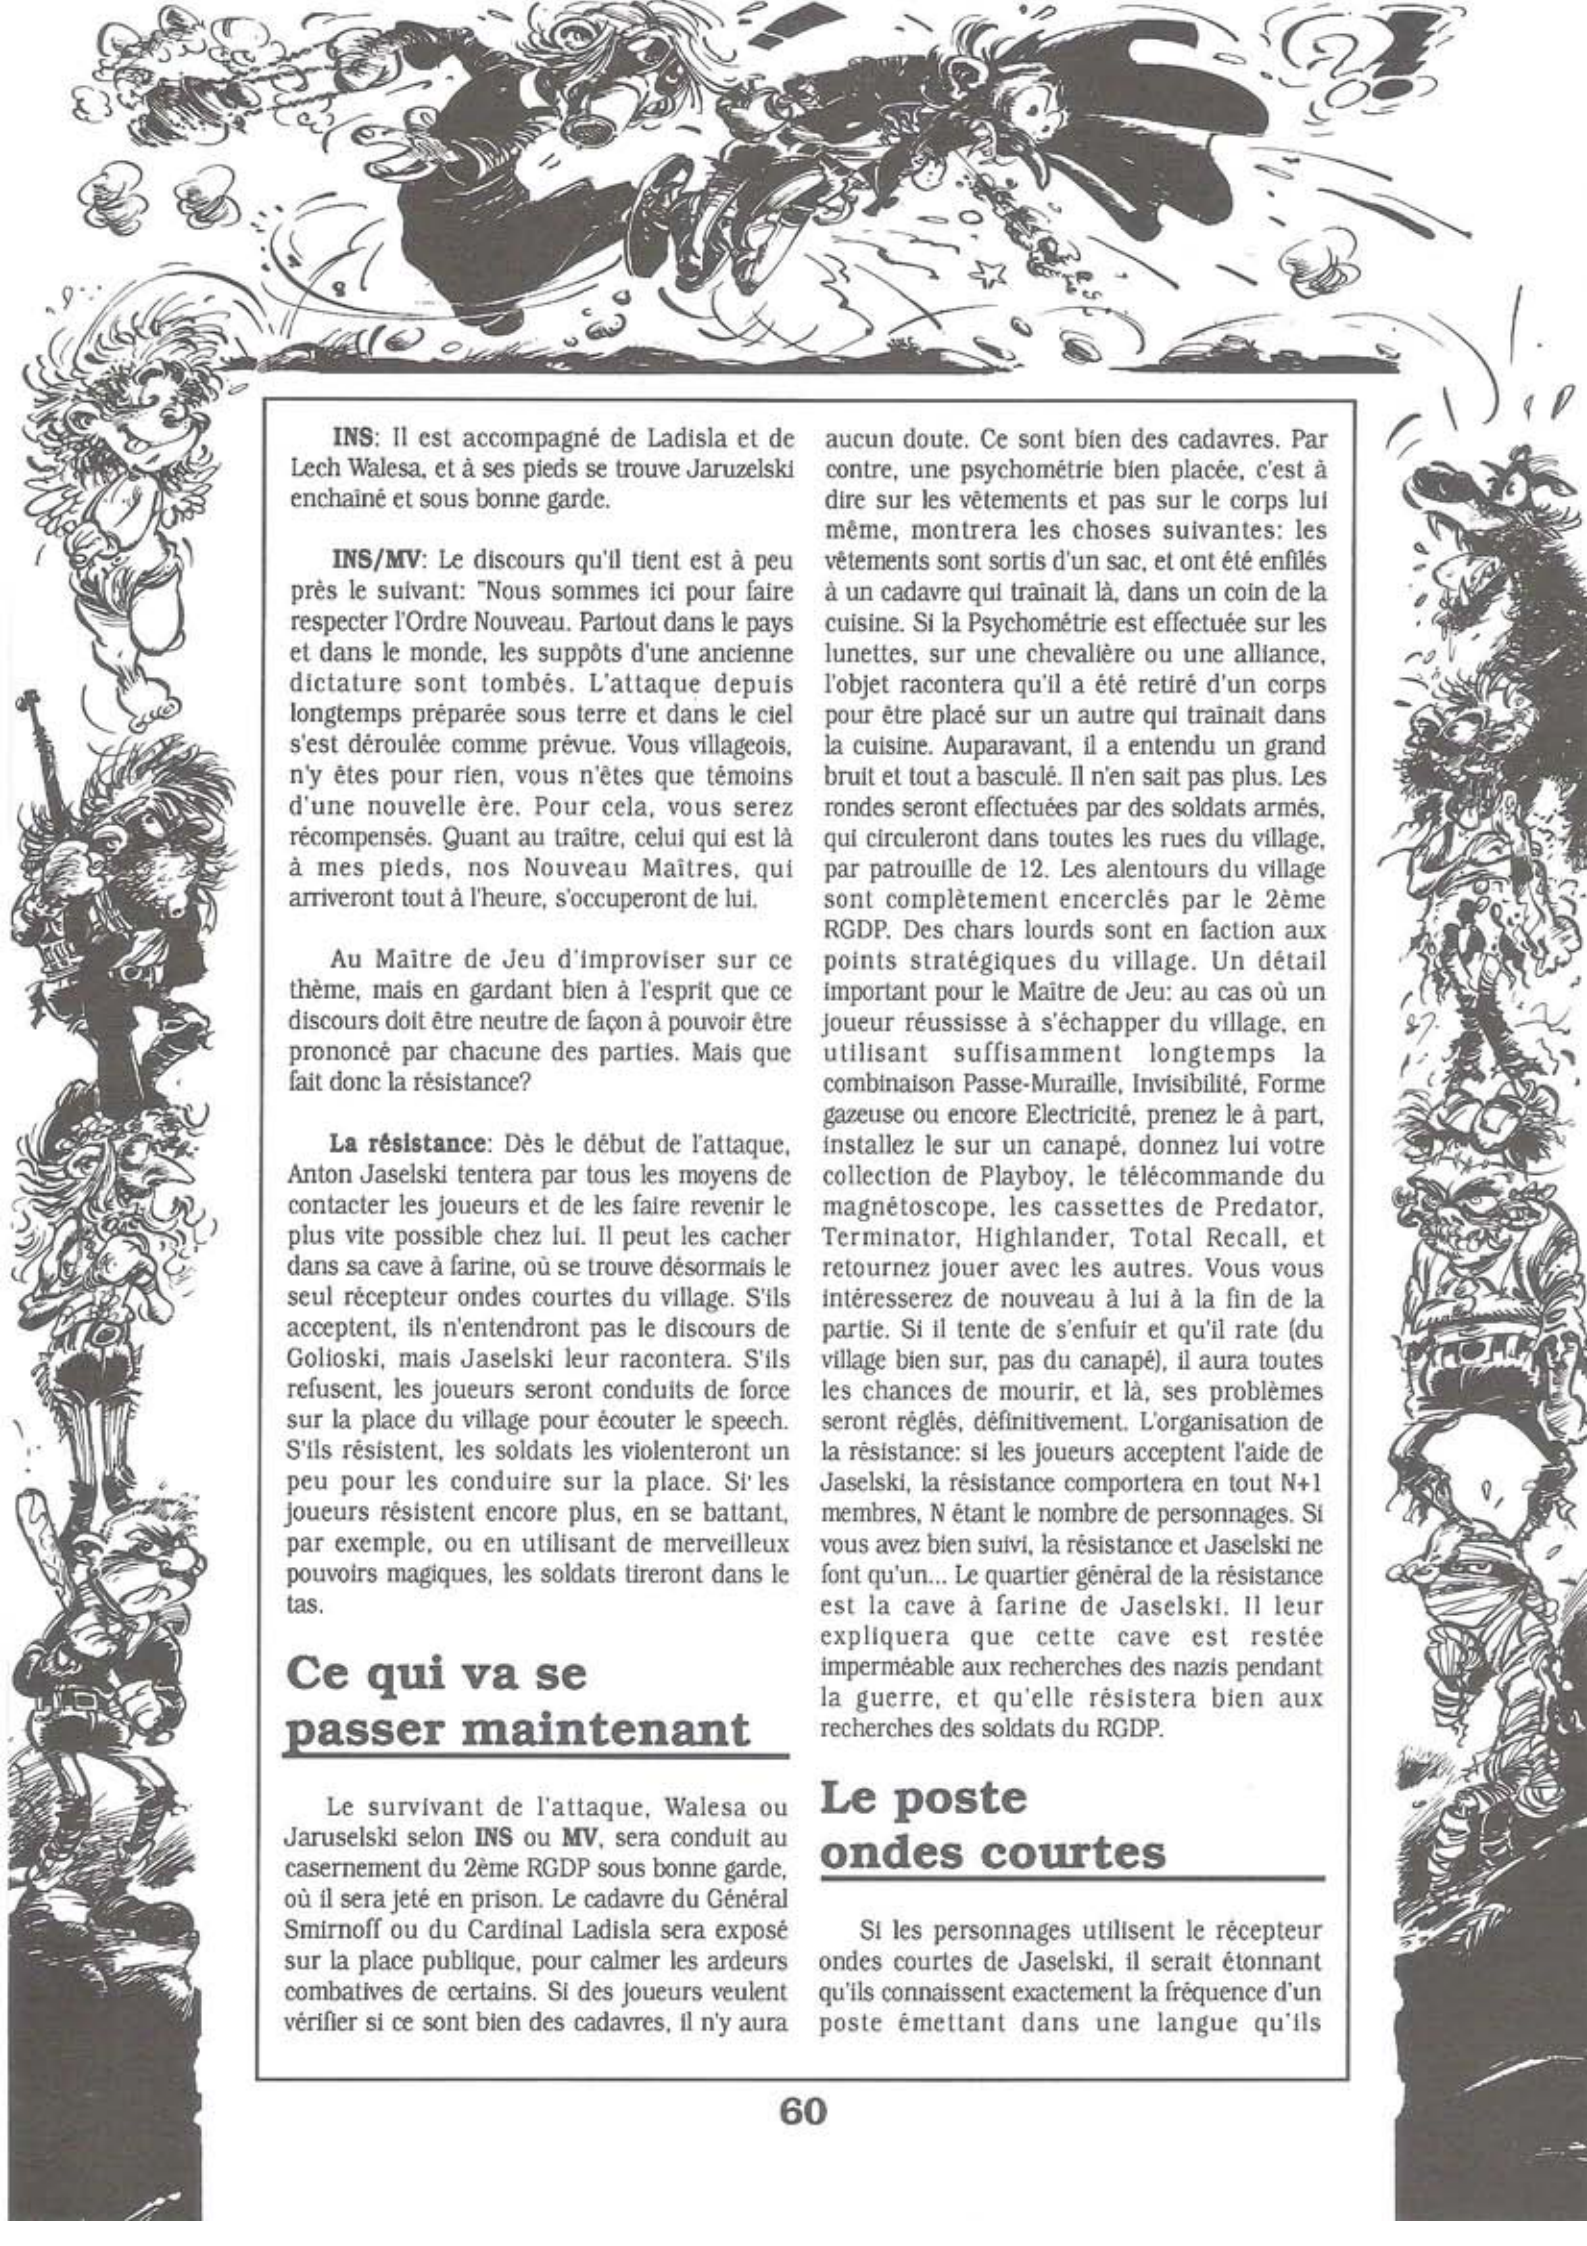 INS: Il est accompagné de Ladisla et de
Lech Walesa, et à ses pieds se trouve Jaruzelski
enchaîné et sous bonne garde.
INS/MV: Le discours qu'il tient est à peu
près le suivant: "Nous sommes ici pour faire
respecter l'Ordre Nouveau. Partout dans le pays
et dans le monde, les suppôts d'une ancienne
dictature sont tombés. L'attaque depuis
longtemps préparée sous terre et dans le ciel
s'est déroulée comme prévue. Vous villageois,
n'y êtes pour rien, vous n'êtes que témoins
d'une nouvelle ère. Pour cela, vous serez
récompensés. Quant au traître, celui qui est là
à mes pieds, nos Nouveau Maîtres, qui
arriveront tout à l'heure, s'occuperont de lui.
Au Maître de Jeu d'improviser sur ce
thème, mais en gardant bien à l'esprit que ce
discours doit être neutre de façon à pouvoir être
prononcé par chacune des parties. Mais que
fait donc la résistance?
La résistance: Dès le début de l'attaque,
Anton Jaselski tentera par tous les moyens de
contacter les joueurs et de les faire revenir le
plus vite possible chez lui. Il peut les cacher
dans sa cave à farine, où se trouve désormais le
seul récepteur ondes courtes du village. S'ils
acceptent, ils n'entendront pas le discours de
Golioski, mais Jaselski leur racontera. S'ils
refusent, les joueurs seront conduits de force
sur la place du village pour écouter le speech.
S'ils résistent, les soldats les violenteront un
peu pour les conduire sur la place. Si les
joueurs résistent encore plus, en se battant,
par exemple, ou en utilisant de merveilleux
pouvoirs magiques, les soldats tireront dans le
tas.
Ce qui va se
passer maintenant
Le survivant de l'attaque, Walesa ou
Jaruselski selon INS ou MV, sera conduit au
casernement du 2ème RGDP sous bonne garde,
où il sera jeté en prison. Le cadavre du Général
Smirnoff ou du Cardinal Ladisla sera exposé
sur la place publique, pour calmer les ardeurs
combatives de certains. Si des joueurs veulent
vérifier si ce sont bien des cadavres, il n'y aura
aucun doute. Ce sont bien des cadavres. Par
contre, une psychométrie bien placée, c'est à
dire sur les vêtements et pas sur le corps lui
même, montrera les choses suivantes: les
vêtements sont sortis d'un sac, et ont été enfilés
à un cadavre qui traînait là, dans un coin de la
cuisine. Si la Psychométrie est effectuée sur les
lunettes, sur une chevalière ou une alliance,
l'objet racontera qu'il a été retiré d'un corps
pour être placé sur un autre qui traînait dans
la cuisine. Auparavant, il a entendu un grand
bruit et tout a basculé. Il n'en sait pas plus. Les
rondes seront effectuées par des soldats armés,
qui circuleront dans toutes les rues du village,
par patrouille de 12. Les alentours du village
sont complètement encerclés par le 2ème
RGDP. Des chars lourds sont en faction aux
points stratégiques du village. Un détail
important pour le Maître de Jeu: au cas où un
joueur réussisse à s'échapper du village, en
utilisant suffisamment longtemps la
combinaison Passe-Muraille, Invisibilité, Forme
gazeuse ou encore Electricité, prenez le à part,
installez le sur un canapé, donnez lui votre
collection de Playboy, le télécommande du
magnétoscope, les cassettes de Predator,
Terminator, Highlander, Total Recall, et
retournez jouer avec les autres. Vous vous
intéresserez de nouveau à lui à la fin de la
partie. Si il tente de s'enfuir et qu'il rate (du
village bien sur, pas du canapé), il aura toutes
les chances de mourir, et là, ses problèmes
seront réglés, définitivement. L'organisation de
la résistance: si les joueurs acceptent l'aide de
Jaselski, la résistance comportera en tout N+1
membres, N étant le nombre de personnages. Si
vous avez bien suivi, la résistance et Jaselski ne
font qu'un... Le quartier général de la résistance
est la cave à farine de Jaselski. Il leur
expliquera que cette cave est restée
imperméable aux recherches des nazis pendant
la guerre, et qu'elle résistera bien aux
recherches des soldats du RGDP.
Le poste
ondes courtes
Si les personnages utilisent le récepteur
ondes courtes de Jaselski, il serait étonnant
qu'ils connaissent exactement la fréquence d'un
poste émettant dans une langue qu'ils
60